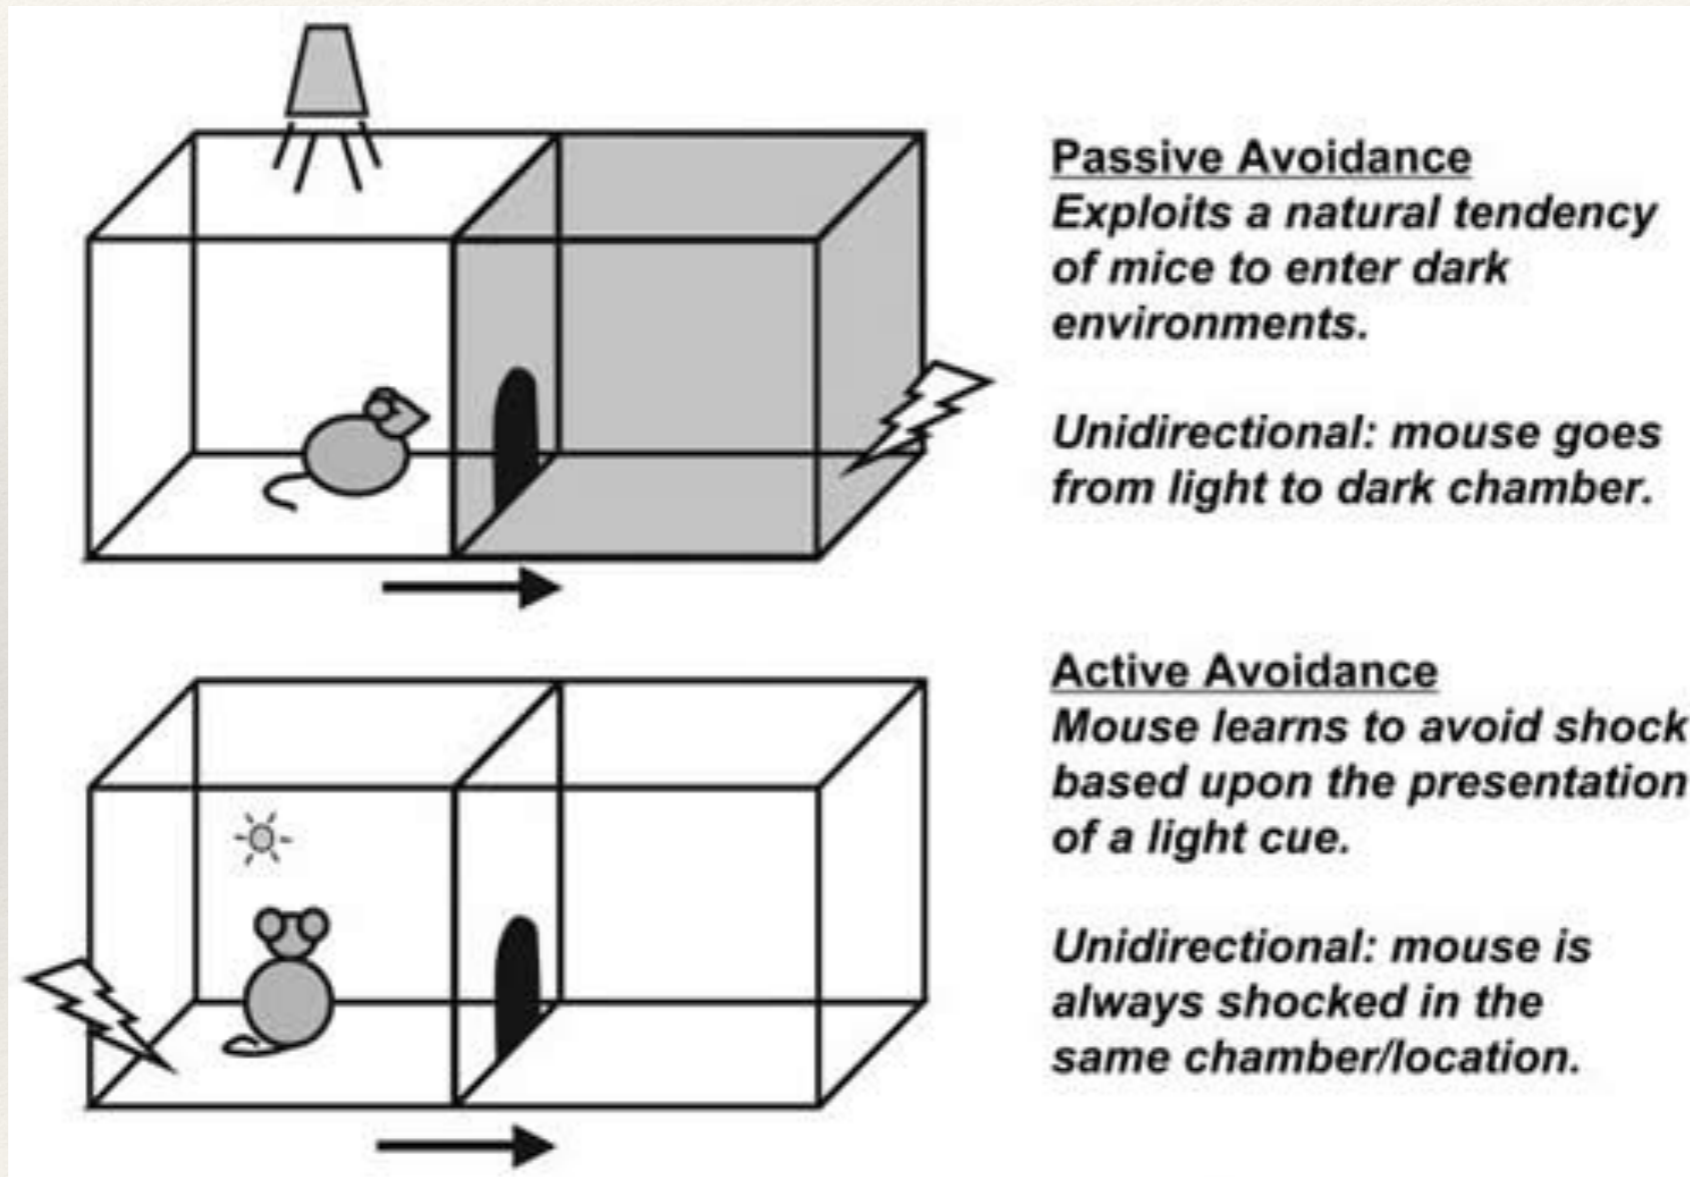 Passive Avoidance
Exploits a natural tendency
of mice to enter dark
environments.
Unidirectional: mouse goes
from light to dark chamber.
Active Avoidance
Mouse learns to avoid shock
based upon the presentation
of a light cue.
Unidirectional: mouse is
always shocked in the
same chamber/location.